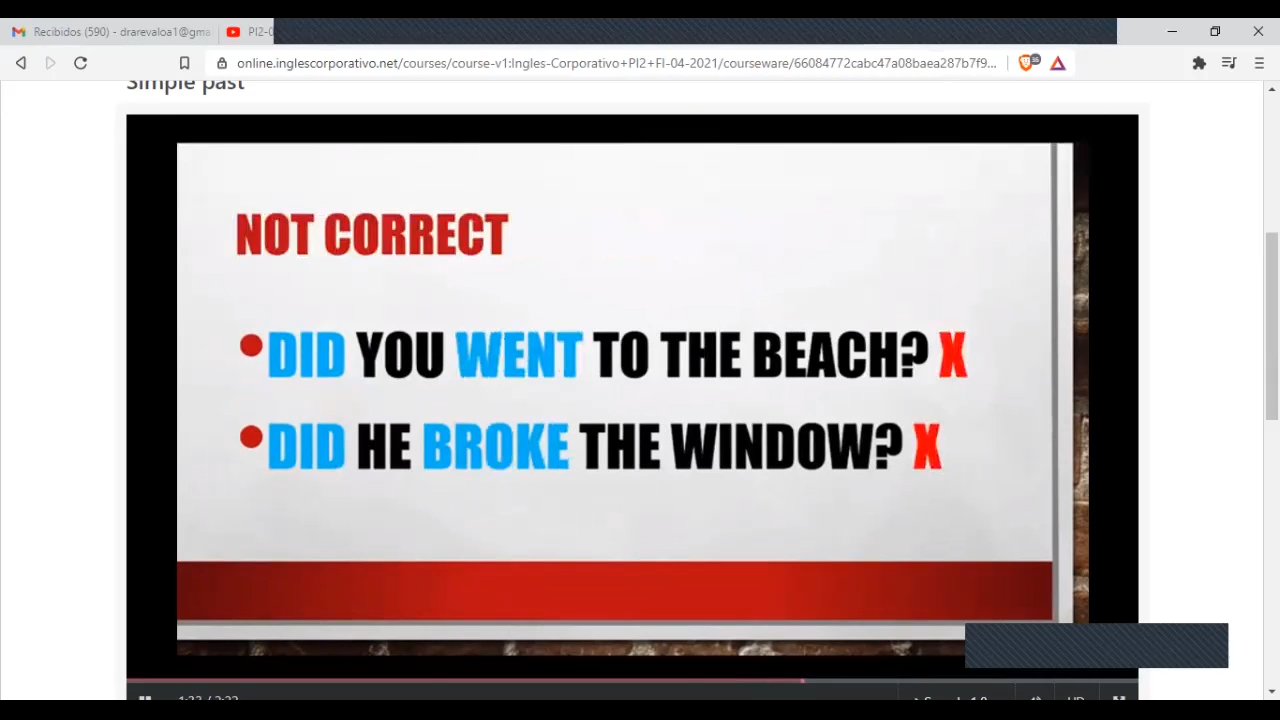 Recibidos (590) - drarevaloa1@gma
PI2-0
online.inglescorporativo.net/courses/course-v1:Ingles-Corporativo+PI2+FI-04-2021/courseware/66084772cabc47a08baea287b7f9...
Simple past
NOT CORRECT
•DID YOU WENT TO THE BEACH? X
•DID HE BROKE THE WINDOW? X